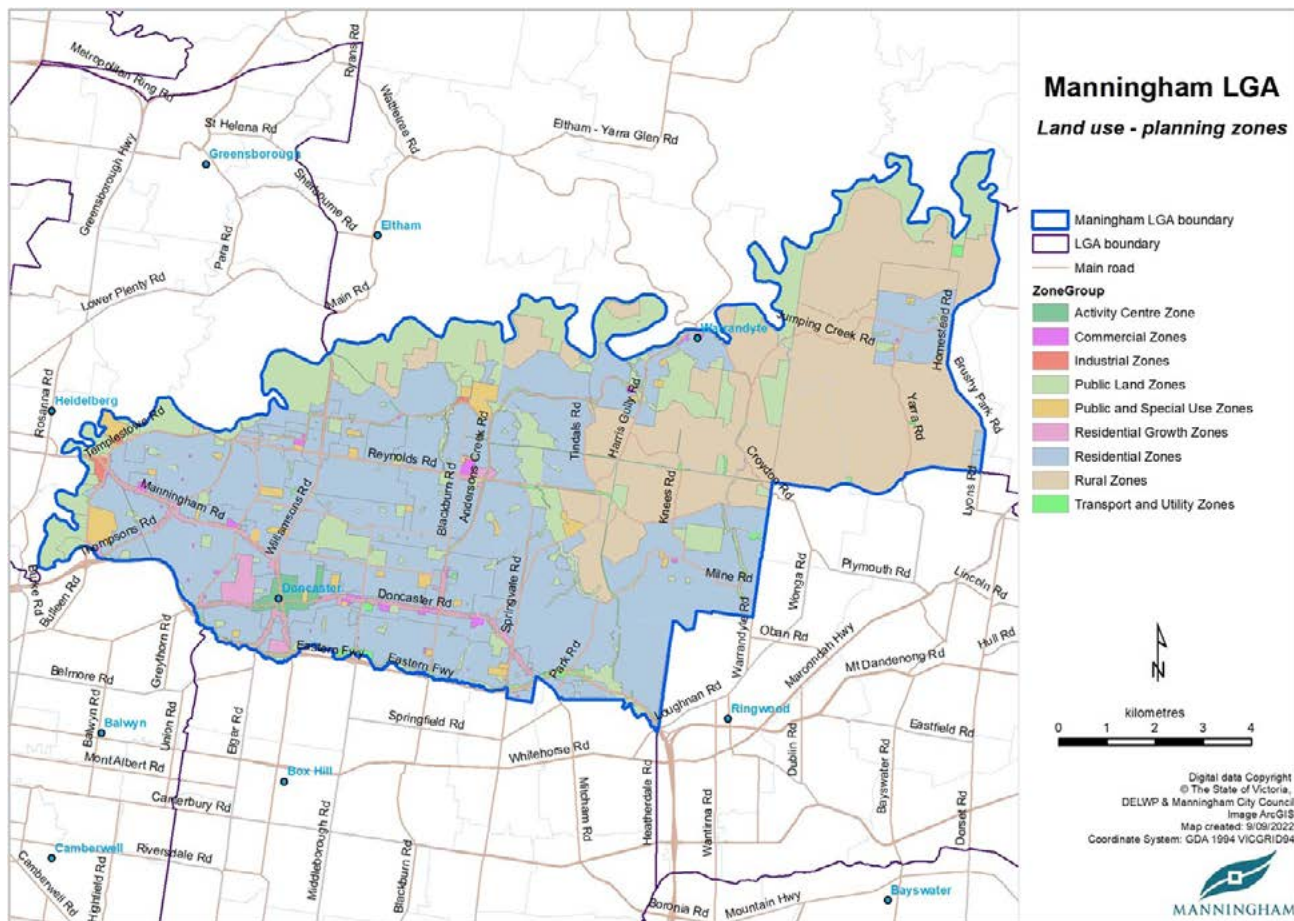 Manningham LGA
Land use - planning zones
Maningham LGA boundary
LGA boundary
Main road
ZoneGroup
Activity Centre Zone
Commercial Zones
Industrial Zones
Public Land Zones
Public and Special Use Zones
Residential Growth Zones
Residential Zones
Rural Zones
Transport and Utility Zones
N
kilometres
0 1 2 3 4
Digital data Copyright
© The State of Victoria,
DELWP & Manningham City Council
Image ArcGIS
Map created: 9/09/2022
Coordinate System: GDA 1994 VICGRID94
MANNINGHAM
Metropolitan Ring Rd
Ryans Rd
Greensborough Hwy
St Helena Rd
Greensborough
Wattletree Rd
Eltham - Yarra Glen Rd
Sherbourne Rd
Para Rd
Eltham
Lower Plenty Rd
Main Rd
Rosanna Rd
Heidelberg
Templestowe Rd
Warrandyte
Jumping Creek Rd
Homestead Rd
Brushy Park Rd
Yarra Rd
Harris Gully Rd
Tindals Rd
Reynolds Rd
Blackburn Rd
Andersons Creek Rd
Croydon Rd
Knees Rd
Lyons Rd
Manningham Rd
Williamsons Rd
Thompsons Rd
Burke Rd
Bulleen Rd
Doncaster
Doncaster Rd
Springvale Rd
Milne Rd
Warrandyte Rd
Wonga Rd
Plymouth Rd
Lincoln Rd
Oban Rd
Maroondah Hwy
Hull Rd
Mt Dandenong Rd
Eastern Fwy
Eastern Fwy
Park Rd
Loughnan Rd
Ringwood
Greythorn Rd
Belmore Rd
Balwyn Rd
Balwyn
Union Rd
Elgar Rd
Springfield Rd
Whitehorse Rd
Eastfield Rd
Dublin Rd
Mont Albert Rd
Box Hill
Canterbury Rd
Middleborough Rd
Blackburn Rd
Mitcham Rd
Heatherdale Rd
Wantirna Rd
Bayswater Rd
Dorset Rd
Camberwell
Camberwell Rd
Highfield Rd
Riversdale Rd
Boronia Rd
Mountain Hwy
Bayswater